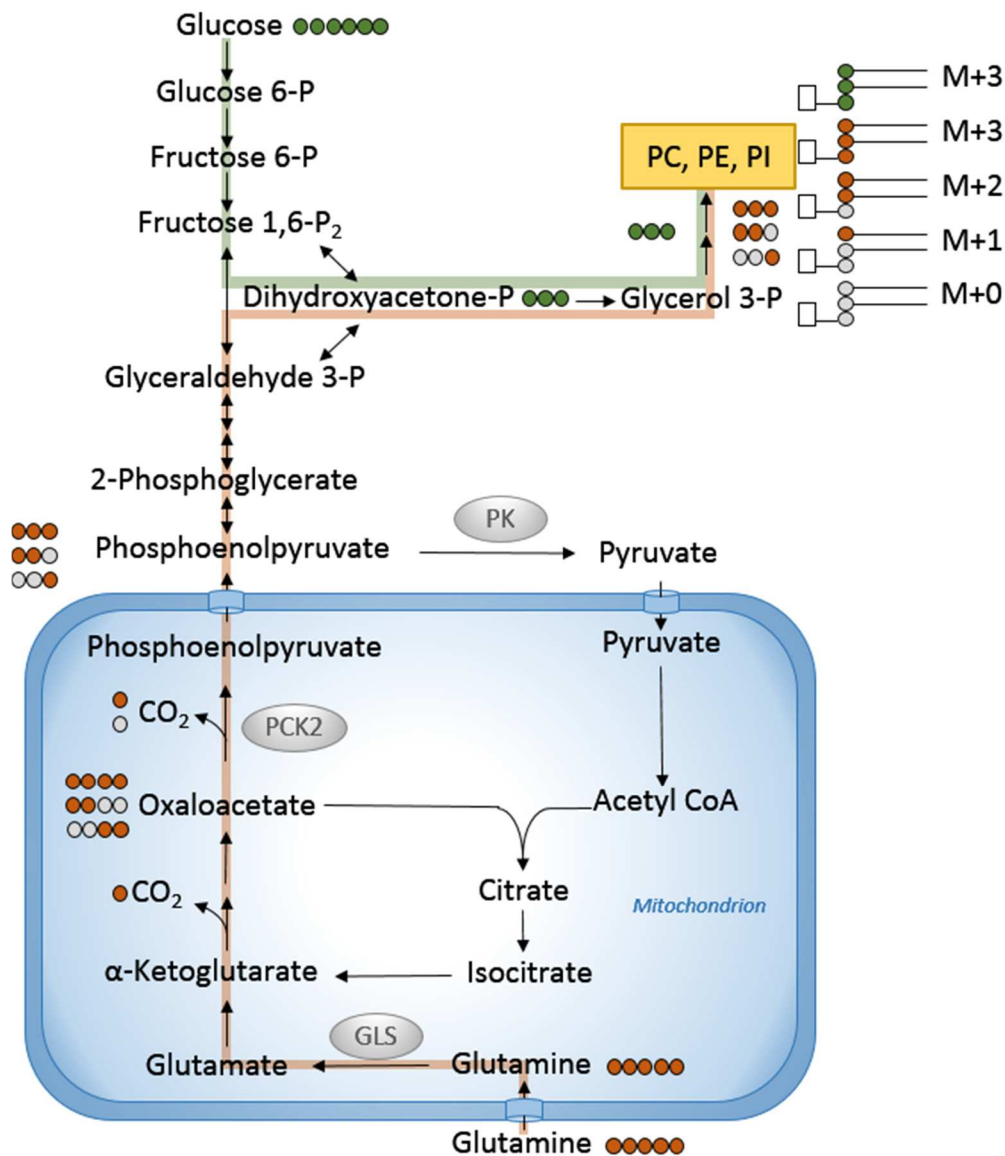 Glucose
Glucose 6-P
Fructose 6-P
Fructose 1,6-P₂
Dihydroxyacetone-P
Glycerol 3-P
PC, PE, PI
M+3
M+3
M+2
M+1
M+0
Glyceraldehyde 3-P
2-Phosphoglycerate
Phosphoenolpyruvate
PK
Pyruvate
Phosphoenolpyruvate
Pyruvate
CO₂
PCK2
Oxaloacetate
Acetyl CoA
CO₂
Citrate
Mitochondrion
α-Ketoglutarate
Isocitrate
GLS
Glutamate
Glutamine
Glutamine